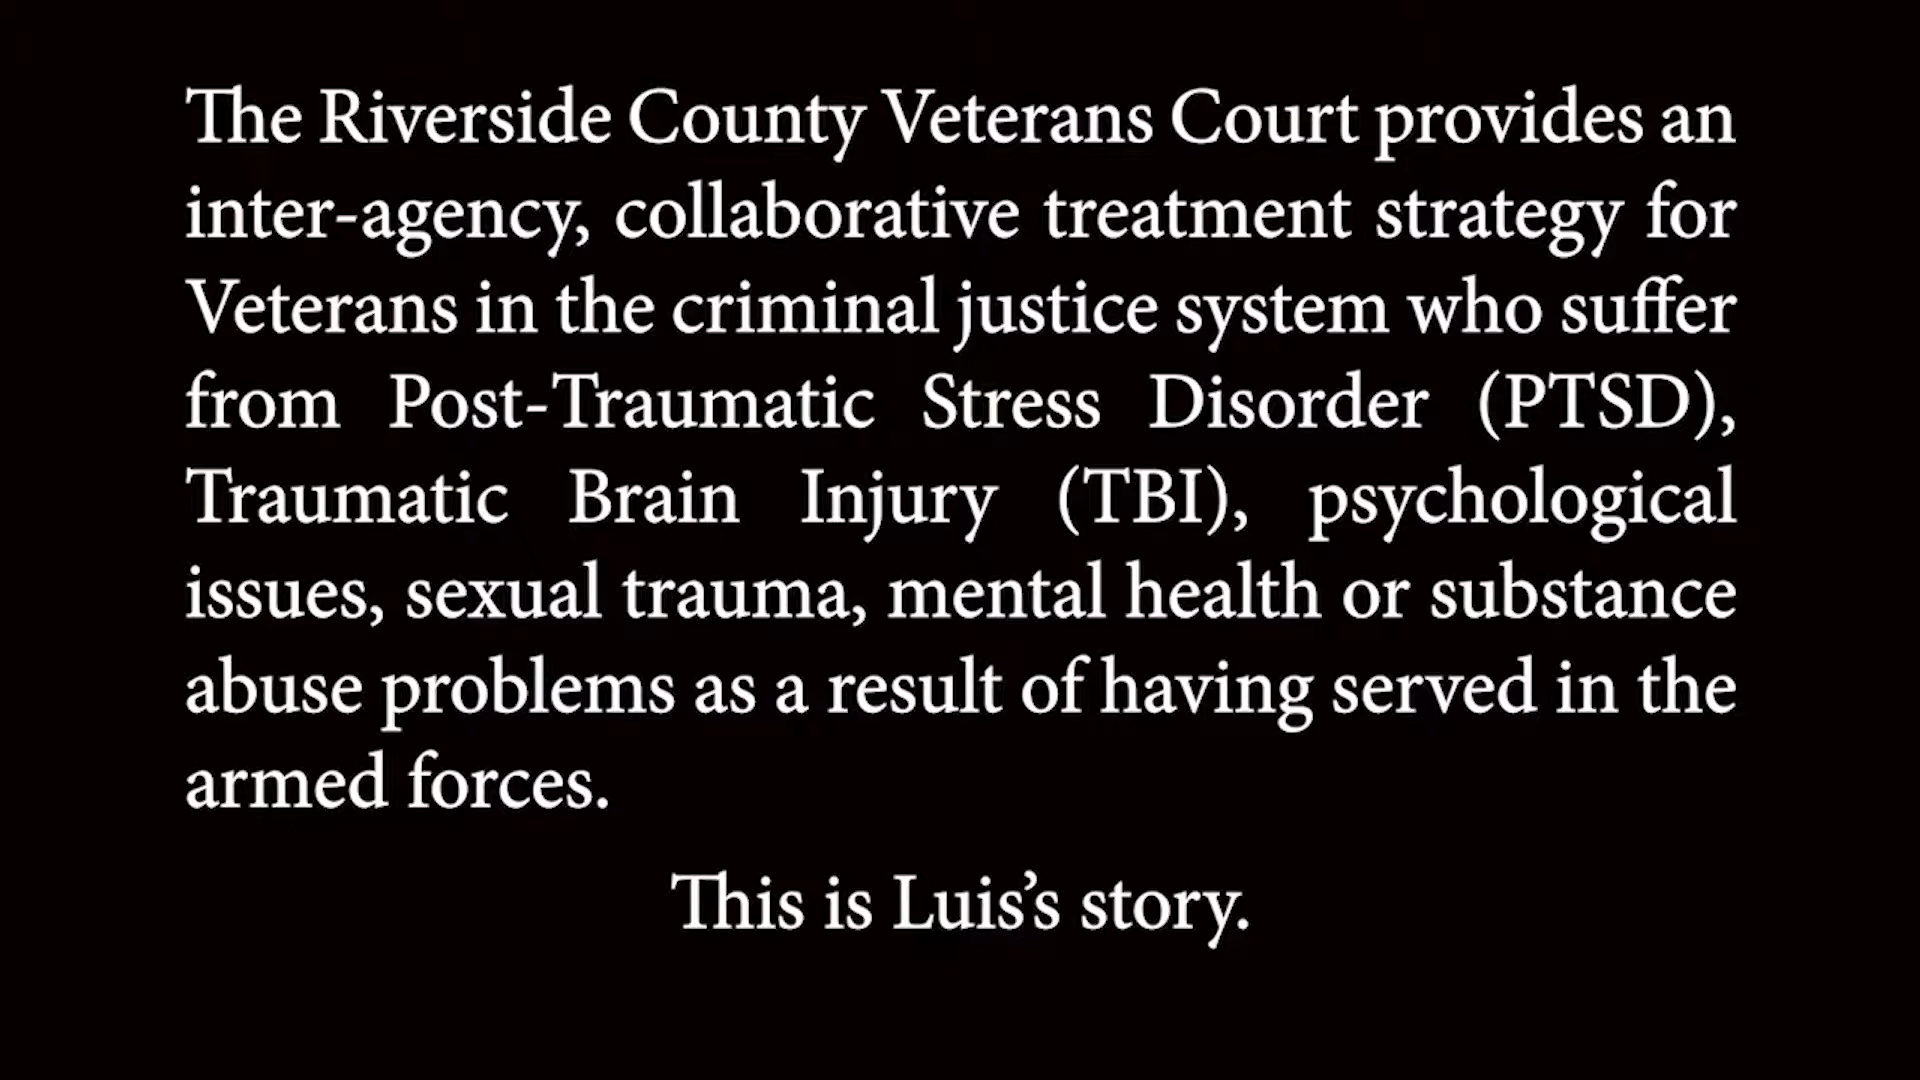 The Riverside County Veterans Court provides an
inter-agency, collaborative treatment strategy for
Veterans in the criminal justice system who suffer
from Post-Traumatic Stress Disorder (PTSD),
Traumatic Brain Injury (TBI), psychological
issues, sexual trauma, mental health or substance
abuse problems as a result of having served in the
armed forces.
This is Luis’s story.